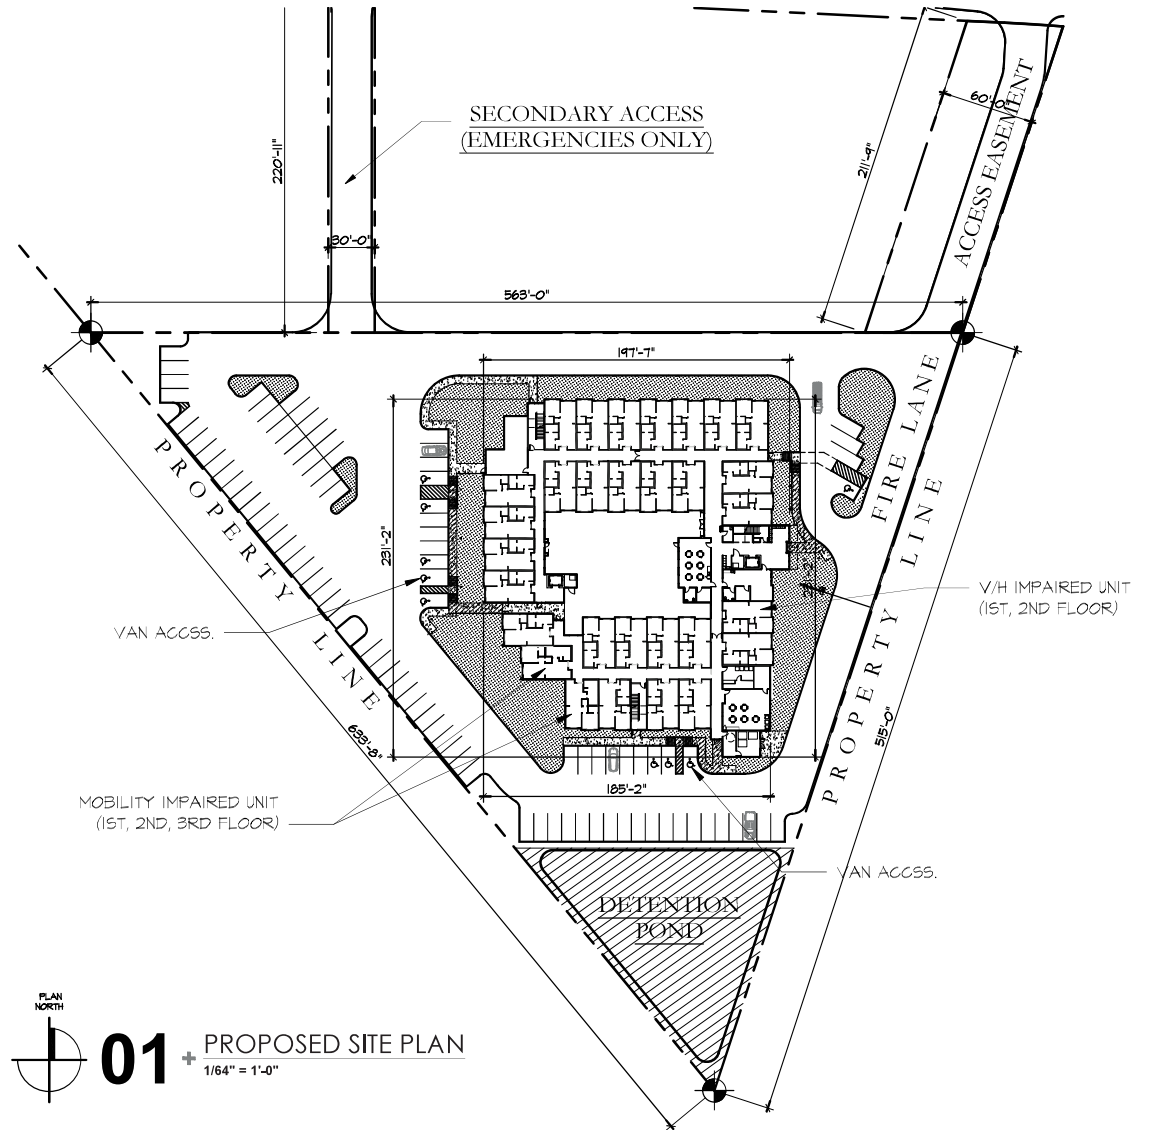 220'-11"
SECONDARY ACCESS
(EMERGENCIES ONLY)
30'-0"
211'-9"
60'-0"
ACCESS EASEMENT
563'-0"
197'-7"
FIRE LANE
PROPERTY LINE
231'-2"
VAN ACCSS.
V/H IMPAIRED UNIT
(1ST, 2ND FLOOR)
PROPERTY LINE
633'-8"
515'-0"
185'-2"
MOBILITY IMPAIRED UNIT
(1ST, 2ND, 3RD FLOOR)
VAN ACCSS.
DETENTION
POND
PLAN
NORTH
01
+
PROPOSED SITE PLAN
1/64" = 1'-0"